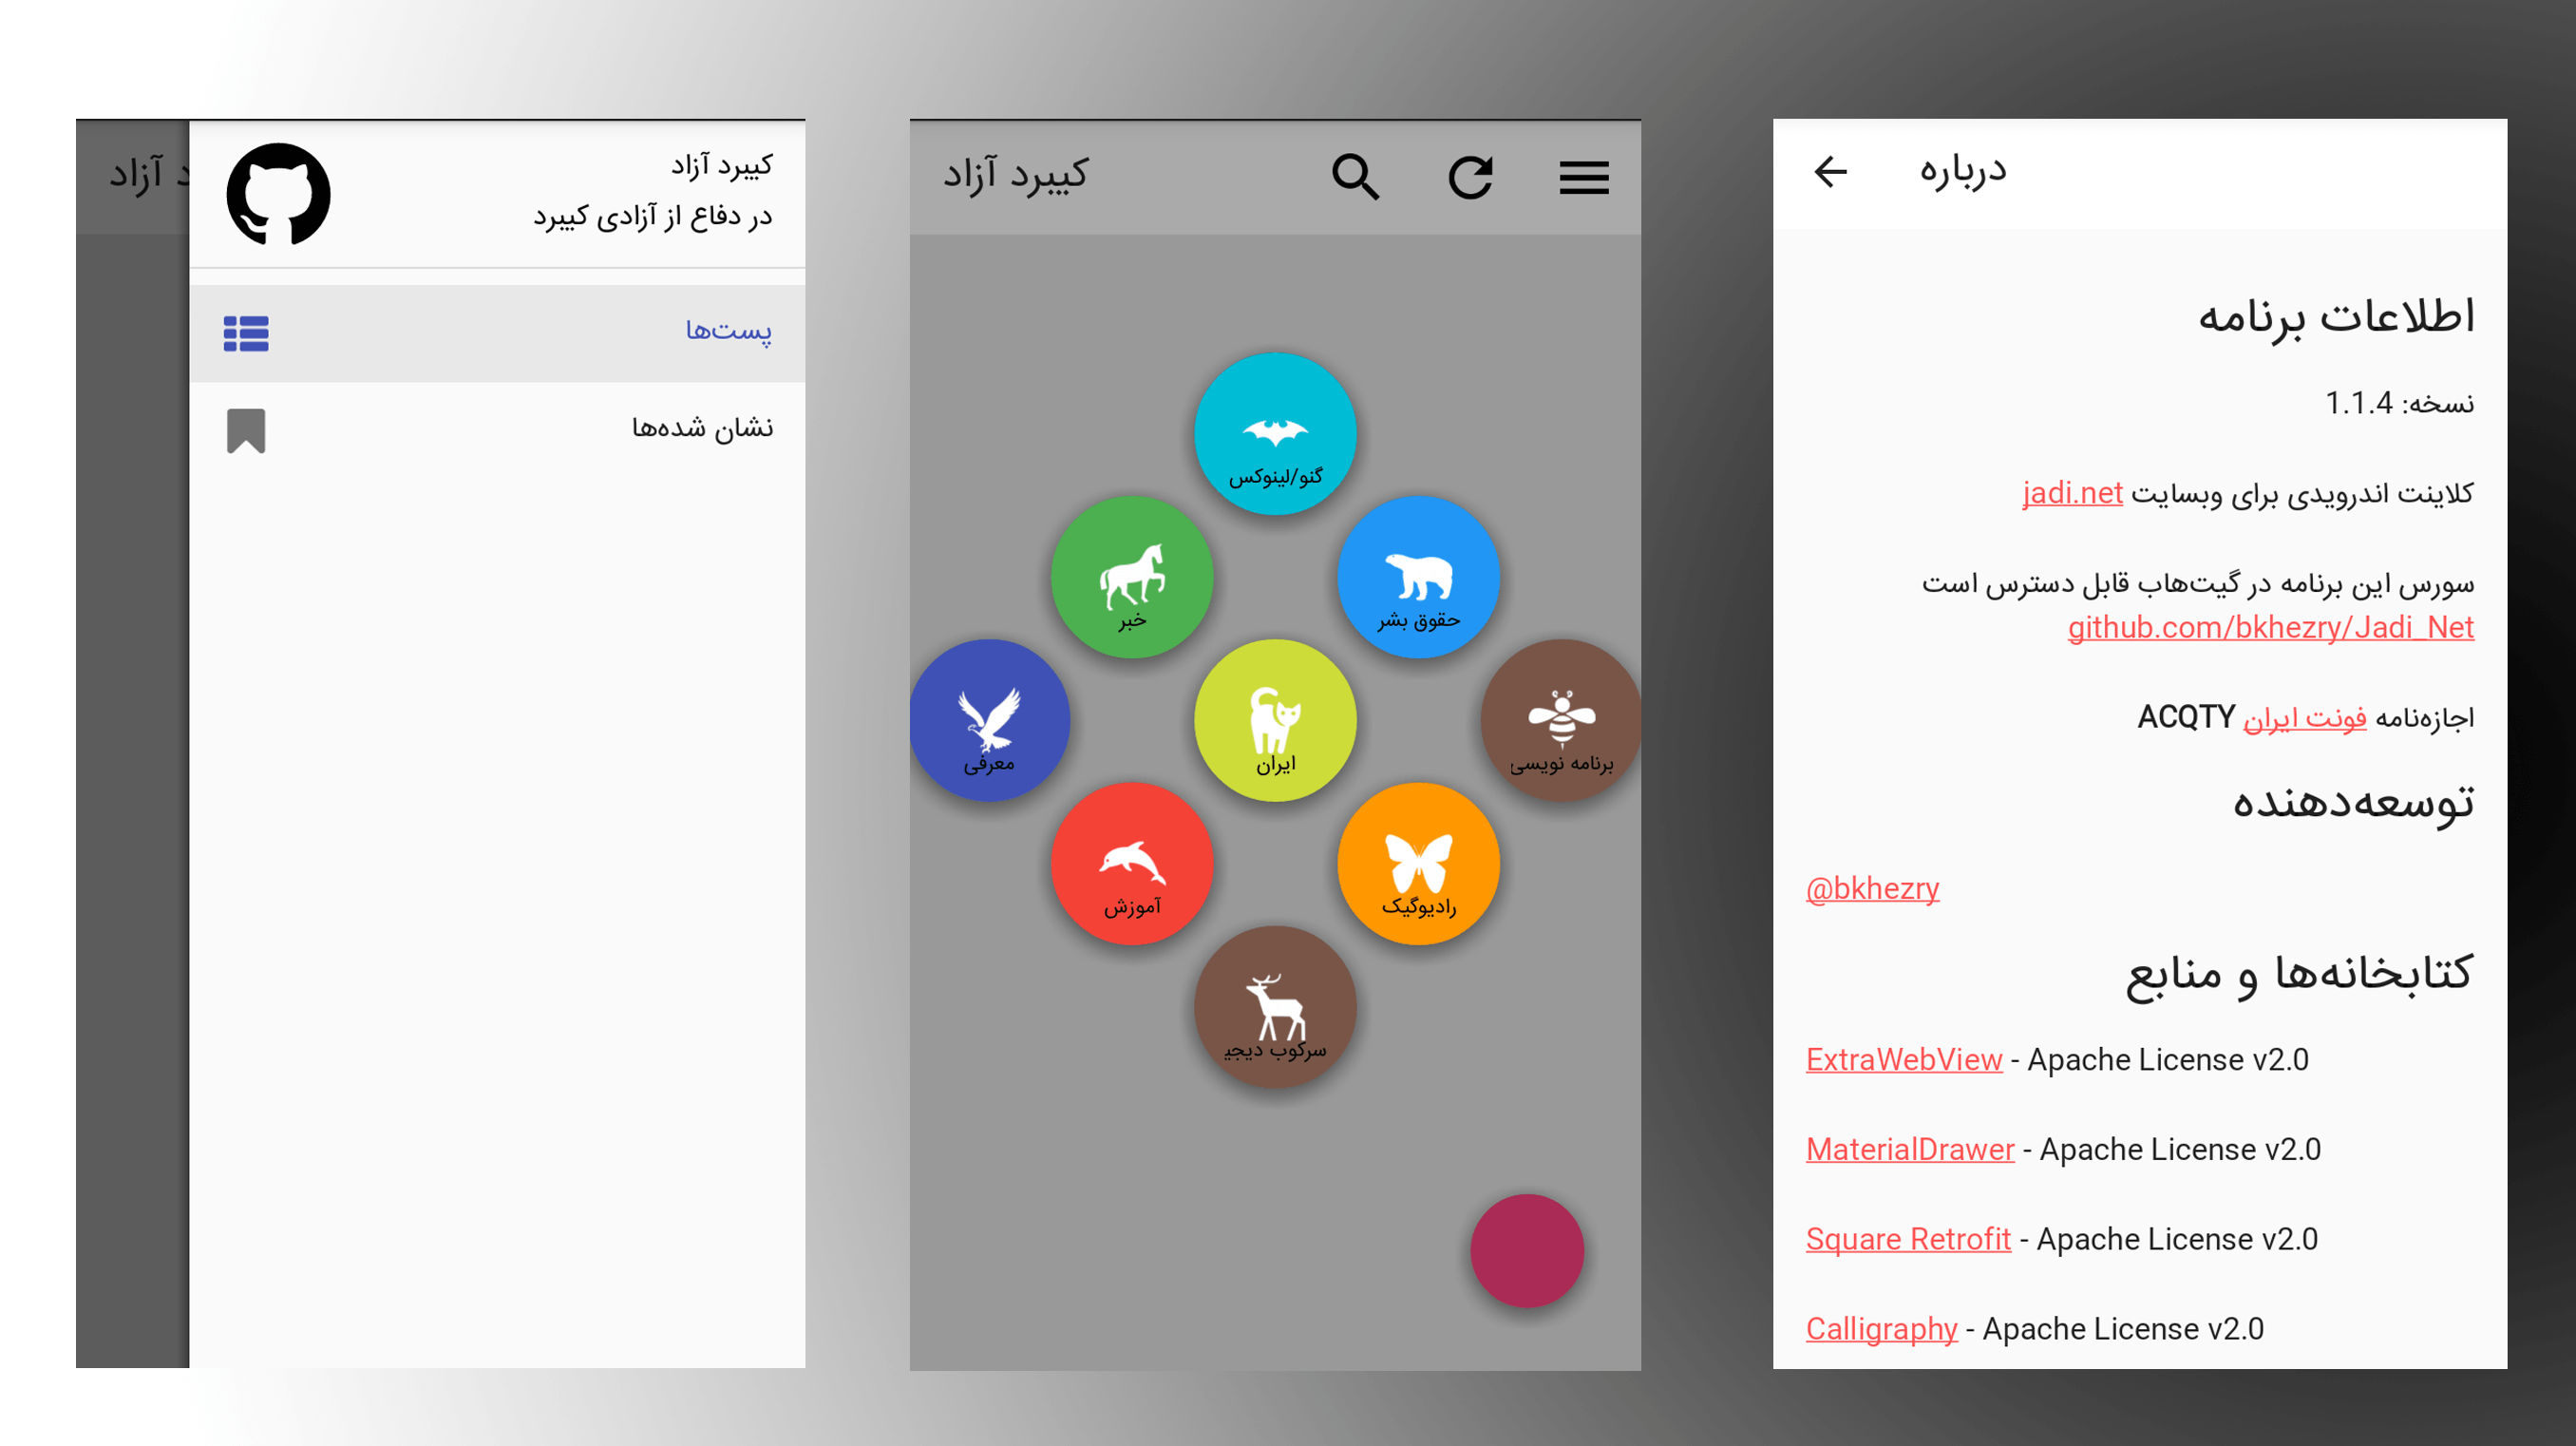 د آزاد
کیبرد آزاد
در دفاع از آزادی کیبرد
پست‌ها
نشان شده‌ها
کیبرد آزاد
گنو/لینوکس
خبر
حقوق بشر
معرفی
ایران
برنامه نویسی
آموزش
رادیوگیک
سرکوب دیجی
درباره
اطلاعات برنامه
نسخه: 1.1.4
کلاینت اندرویدی برای وبسایت jadi.net
سورس این برنامه در گیت‌هاب قابل دسترس است
github.com/bkhezry/Jadi_Net
اجازه‌نامه فونت ایران ACQTY
توسعه‌دهنده
@bkhezry
کتابخانه‌ها و منابع
ExtraWebView - Apache License v2.0
MaterialDrawer - Apache License v2.0
Square Retrofit - Apache License v2.0
Calligraphy - Apache License v2.0